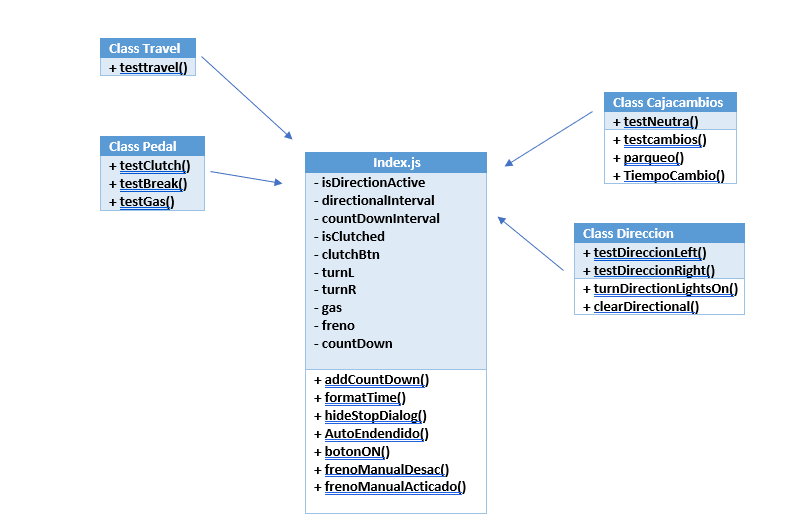 Class Travel
+ testtravel()
Class Pedal
+ testClutch()
+ testBreak()
+ testGas()
Index.js
- isDirectionActive
- directionalInterval
- countDownInterval
- isClutched
- clutchBtn
- turnL
- turnR
- gas
- freno
- countDown
+ addCountDown()
+ formatTime()
+ hideStopDialog()
+ AutoEndendido()
+ botonON()
+ frenoManualDesac()
+ frenoManualActicado()
Class Cajacambios
+ testNeutra()
+ testcambios()
+ parqueo()
+ TiempoCambio()
Class Direccion
+ testDireccionLeft()
+ testDireccionRight()
+ turnDirectionLightsOn()
+ clearDirectional()